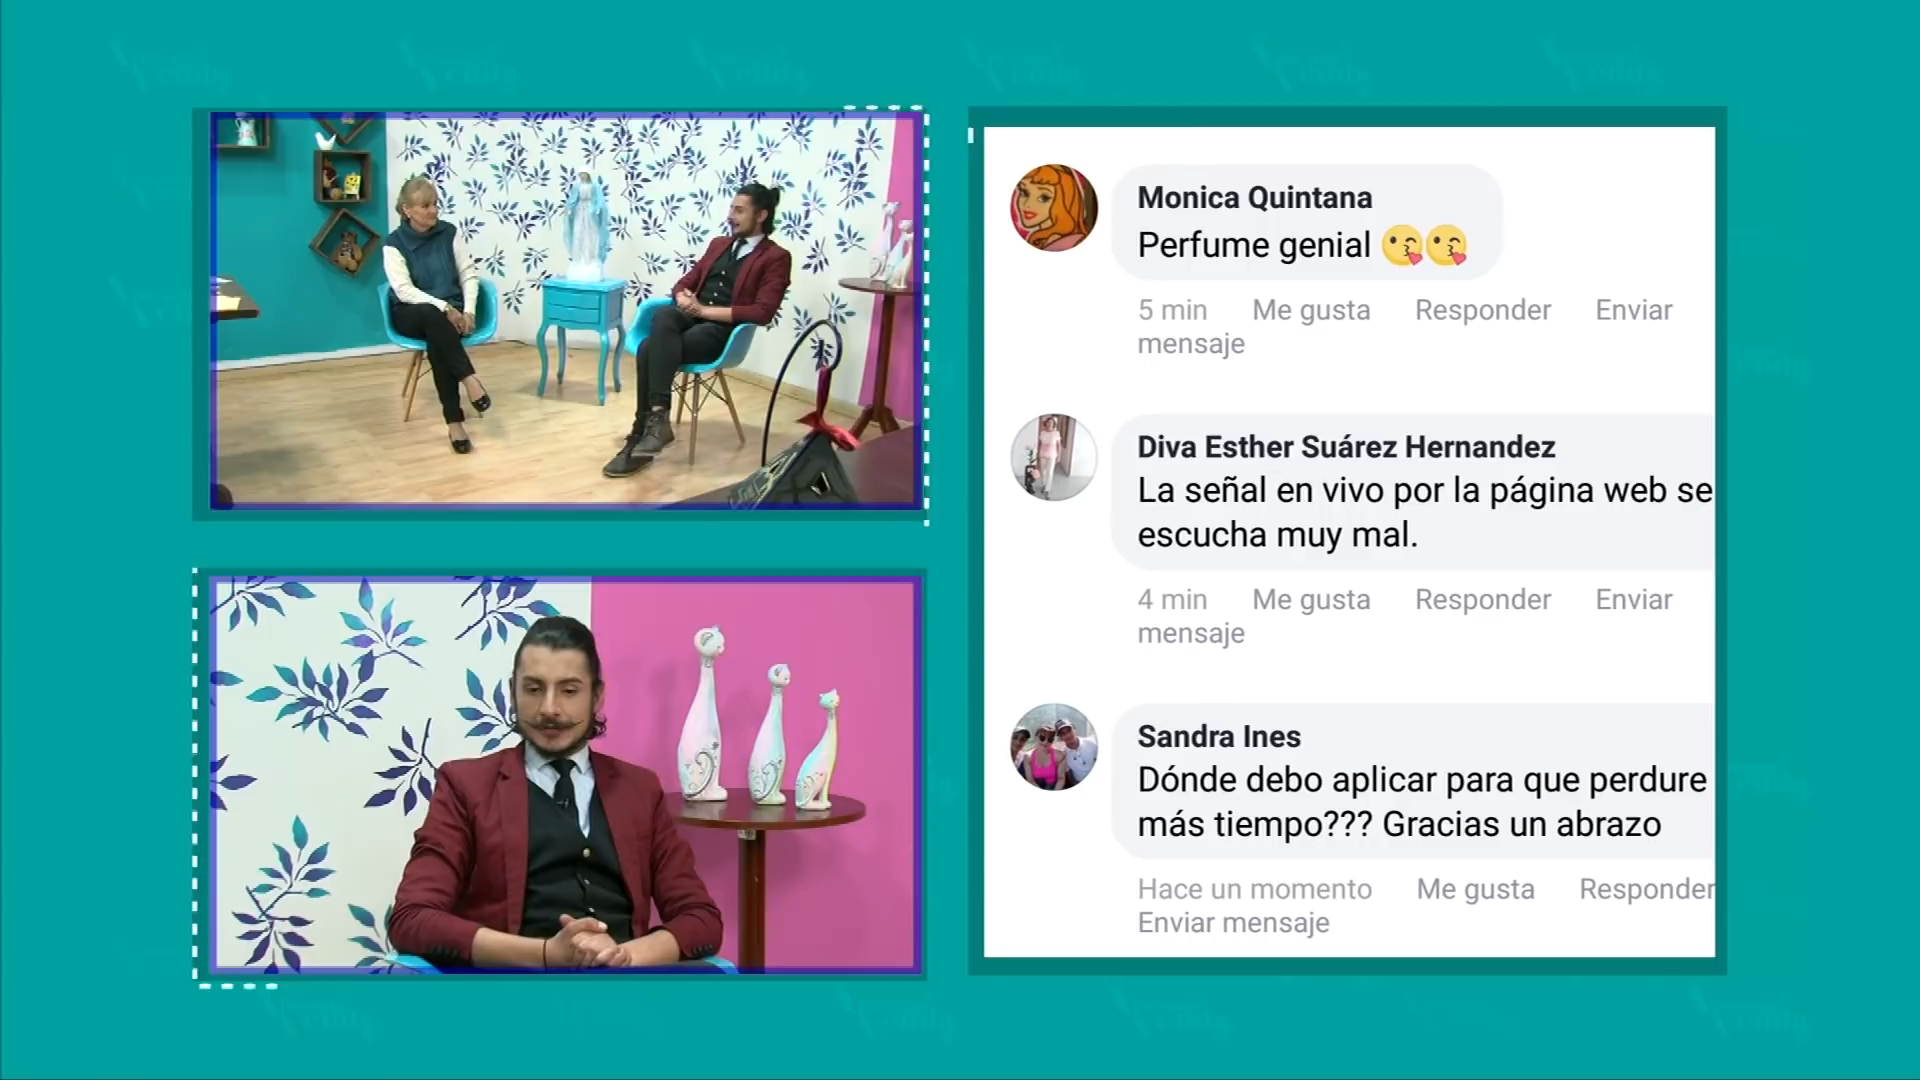 Monica Quintana
Perfume genial 😘😘
5 min Me gusta Responder Enviar
mensaje
Diva Esther Suárez Hernandez
La señal en vivo por la página web se
escucha muy mal.
4 min Me gusta Responder Enviar
mensaje
Sandra Ines
Dónde debo aplicar para que perdure
más tiempo??? Gracias un abrazo
Hace un momento Me gusta Responder
Enviar mensaje